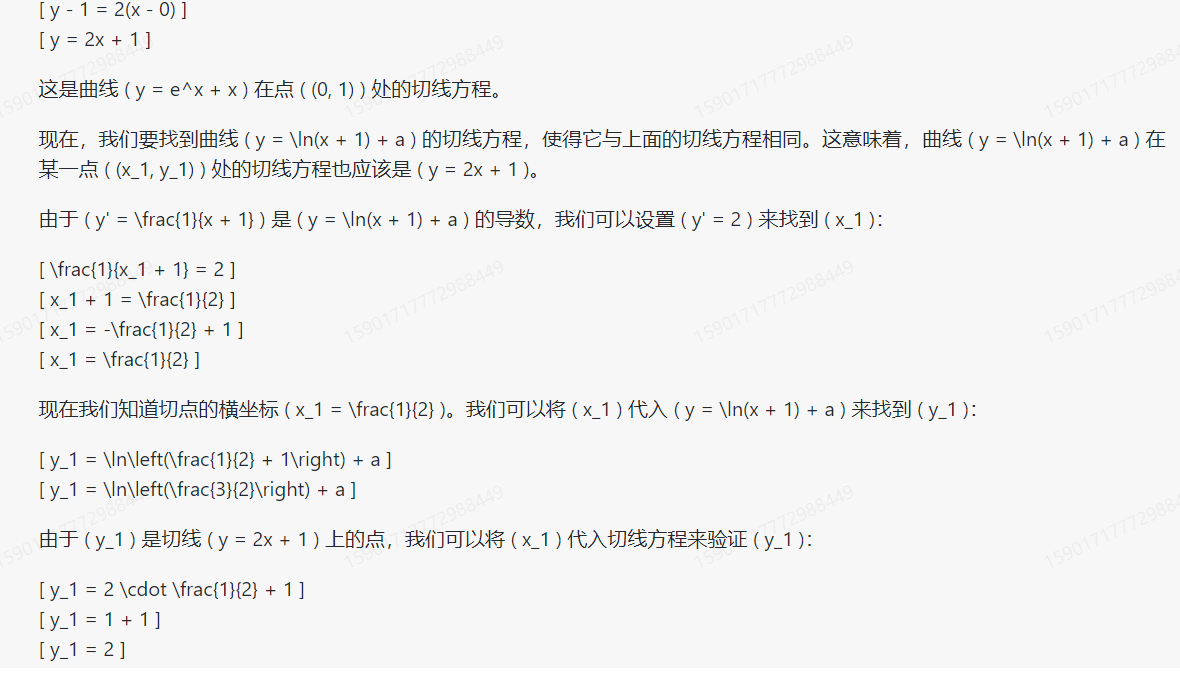 [ y - 1 = 2(x - 0) ]
[ y = 2x + 1 ]
这是曲线 ( y = e^x + x ) 在点 ( (0, 1) ) 处的切线方程。
现在，我们要找到曲线 ( y = \ln(x + 1) + a ) 的切线方程，使得它与上面的切线方程相同。这意味着，曲线 ( y = \ln(x + 1) + a ) 在
某一点 ( (x_1, y_1) ) 处的切线方程也应该是 ( y = 2x + 1 )。
由于 ( y' = \frac{1}{x + 1} ) 是 ( y = \ln(x + 1) + a ) 的导数，我们可以设置 ( y' = 2 ) 来找到 ( x_1 )：
[ \frac{1}{x_1 + 1} = 2 ]
[ x_1 + 1 = \frac{1}{2} ]
[ x_1 = -\frac{1}{2} + 1 ]
[ x_1 = \frac{1}{2} ]
现在我们知道切点的横坐标 ( x_1 = \frac{1}{2} )。我们可以将 ( x_1 ) 代入 ( y = \ln(x + 1) + a ) 来找到 ( y_1 )：
[ y_1 = \ln\left(\frac{1}{2} + 1\right) + a ]
[ y_1 = \ln\left(\frac{3}{2}\right) + a ]
由于 ( y_1 ) 是切线 ( y = 2x + 1 ) 上的点，我们可以将 ( x_1 ) 代入切线方程来验证 ( y_1 )：
[ y_1 = 2 \cdot \frac{1}{2} + 1 ]
[ y_1 = 1 + 1 ]
[ y_1 = 2 ]
15901717772988449